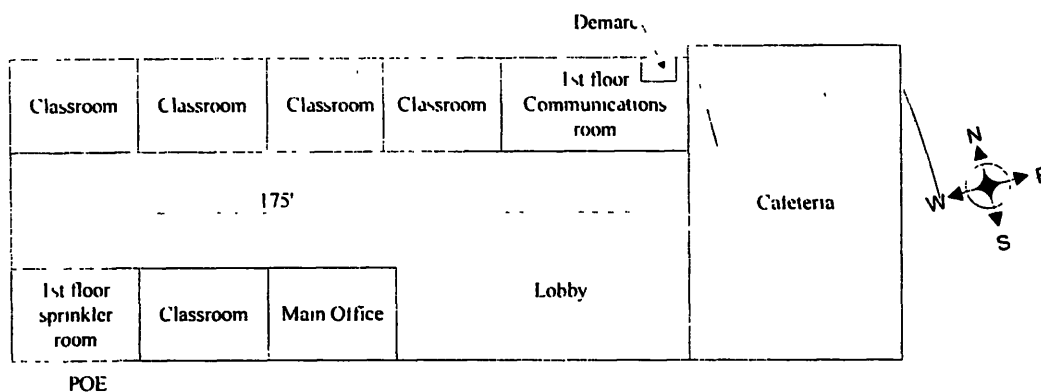 Demarc
Classroom
Classroom
Classroom
Classroom
1st floor
Communications
room
N
E
W
S
175'
Cafeteria
1st floor
sprinkler
room
Classroom
Main Office
Lobby
POE